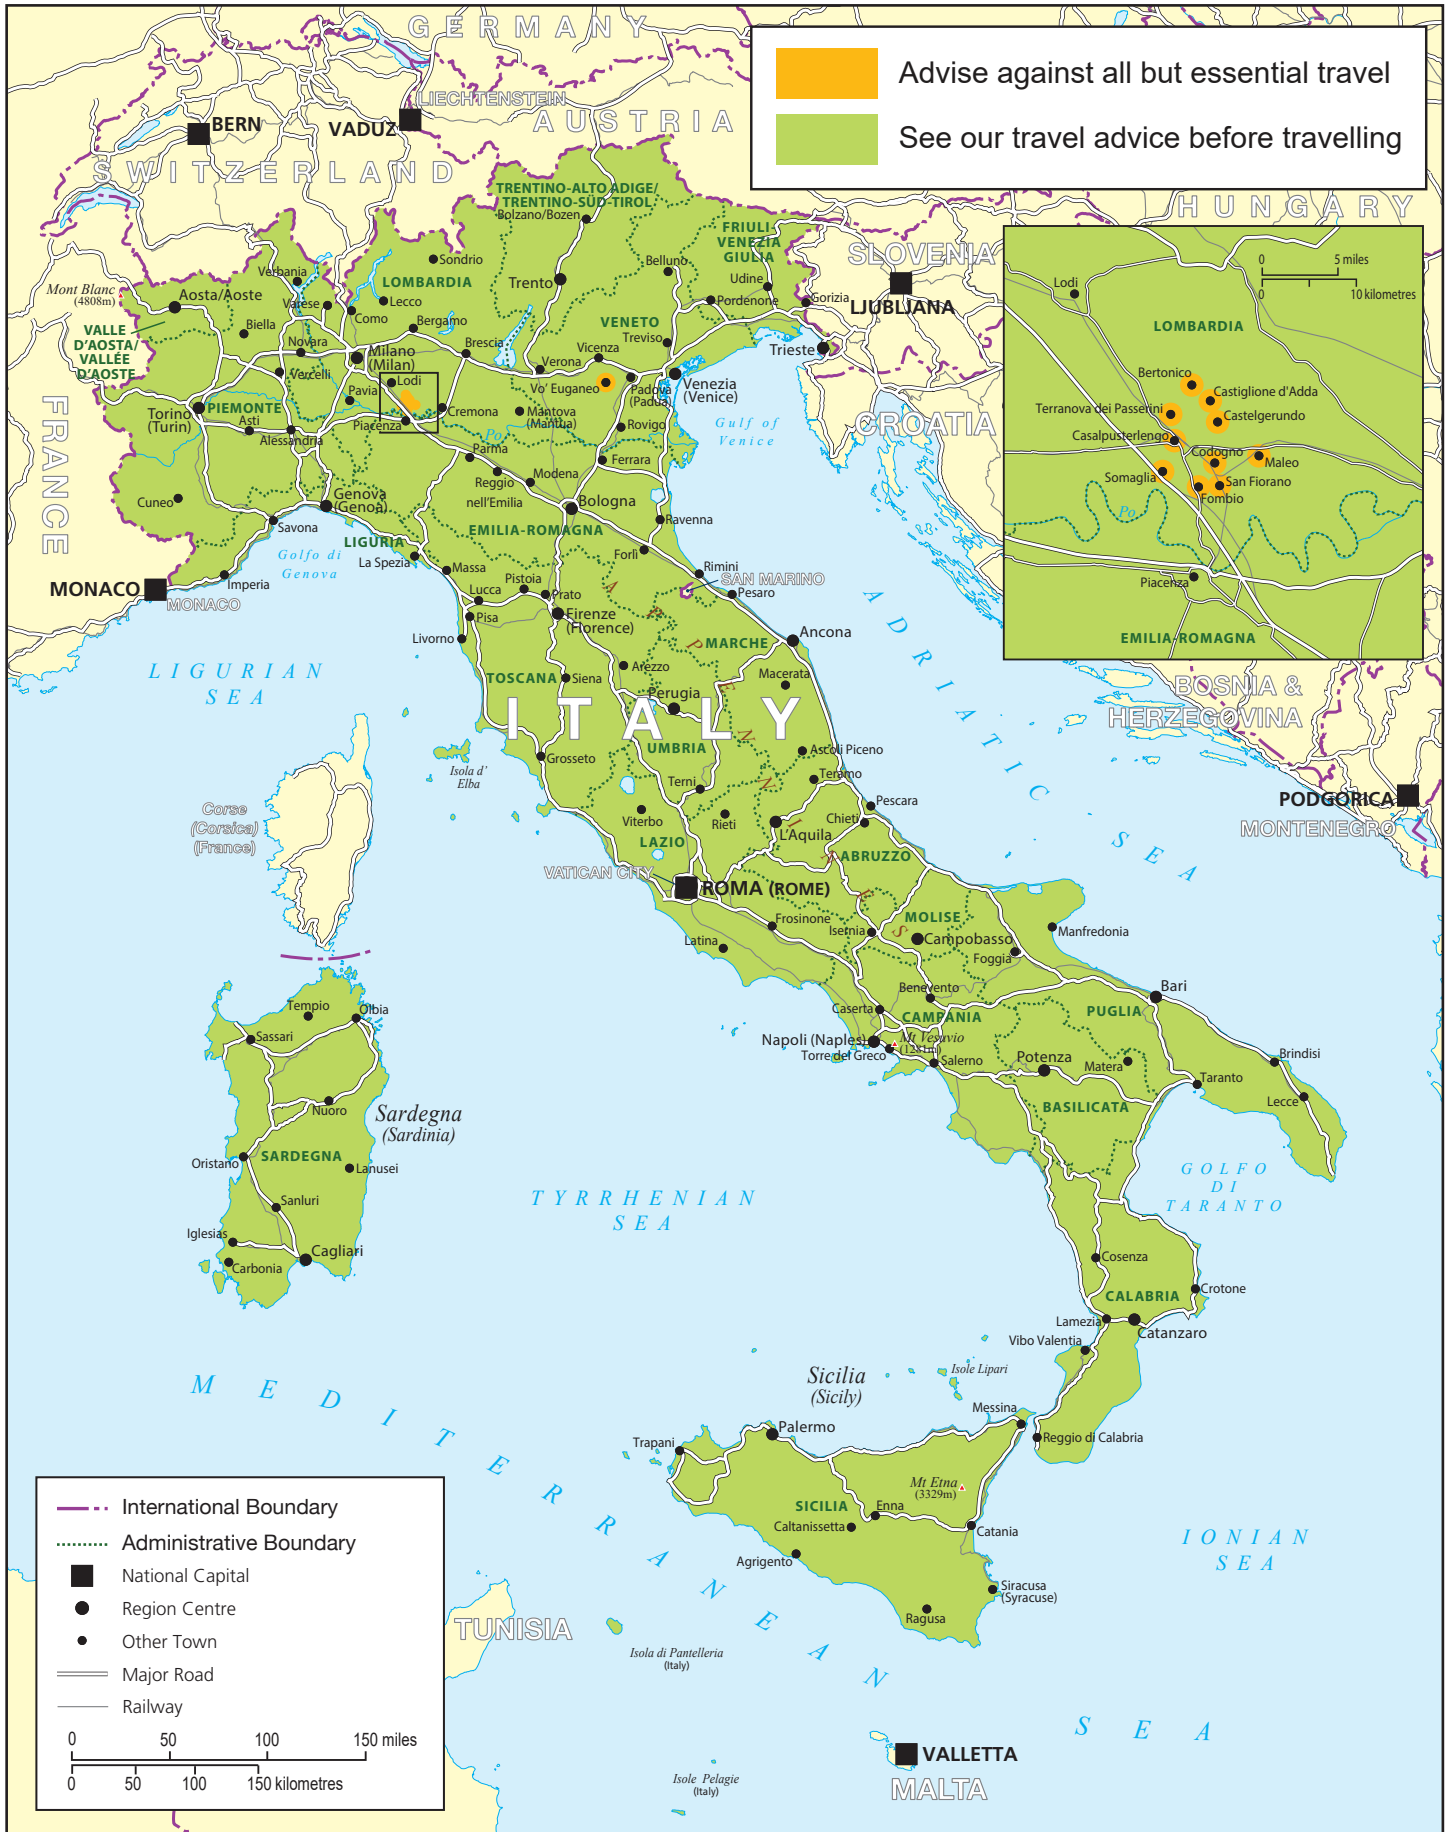 GERMANY
Advise against all but essential travel
See our travel advice before travelling
LIECHTENSTEIN
BERN
VADUZ
AUSTRIA
SWITZERLAND
HUNGARY
TRENTINO-ALTO ADIGE/
TRENTINO-SÜD-TIROL
Bolzano/Bozen
FRIULI-
VENEZIA
GIULIA
SLOVENIA
LJUBLJANA
Sondrio
Belluno
Verbania
LOMBARDIA
Trento
Udine
Mont Blanc
(4808m)
Aosta/Aoste
Varese
Lecco
Pordenone
Gorizia
VALLE
D'AOSTA/
VALLÉE
D'AOSTE
Biella
Como
Bergamo
VENETO
Treviso
Novara
Milano
(Milan)
Brescia
Vicenza
Verona
Trieste
Vercelli
Lodi
Vo' Euganeo
Padova
(Padua)
Venezia
(Venice)
Pavia
Torino
(Turin)
PIEMONTE
Asti
Cremona
Mantova
(Mantua)
Alessandria
Piacenza
Po
Rovigo
Gulf of
Venice
CROATIA
FRANCE
Parma
Ferrara
Reggio
nell'Emilia
Modena
Cuneo
Genova
(Genoa)
Bologna
Savona
EMILIA-ROMAGNA
Ravenna
LIGURIA
Golfo di
Genova
La Spezia
Forlì
MONACO
MONACO
Imperia
Massa
Rimini
SAN MARINO
Pistoia
Lucca
Prato
Pesaro
Pisa
Firenze
(Florence)
Livorno
Ancona
MARCHE
LIGURIAN
SEA
Arezzo
TOSCANA
Siena
Macerata
Perugia
ITALY
APPENNINES
UMBRIA
Ascoli Piceno
Grosseto
Isola d'
Elba
Terni
Teramo
Pescara
Viterbo
Rieti
Chieti
L'Aquila
LAZIO
ABRUZZO
Corse
(Corsica)
(France)
VATICAN CITY
ROMA (ROME)
ADRIATIC SEA
Frosinone
Isernia
MOLISE
Campobasso
Latina
Foggia
Manfredonia
Benevento
Bari
Caserta
CAMPANIA
PUGLIA
Napoli (Naples)
Mt Vesuvio
(1281m)
Torre del Greco
Salerno
Potenza
Matera
Brindisi
Taranto
Lecce
BASILICATA
Tempio
Olbia
Sassari
Nuoro
Sardegna
(Sardinia)
Oristano
SARDEGNA
Lanusei
Sanluri
Iglesias
Cagliari
Carbonia
TYRRHENIAN
SEA
GOLFO
DI
TARANTO
Cosenza
Crotone
CALABRIA
Lamezia
Catanzaro
Vibo Valentia
Isole Lipari
Sicilia
(Sicily)
Messina
Palermo
Trapani
Reggio di Calabria
Mt Etna
(3329m)
SICILIA
Enna
Caltanissetta
Catania
Agrigento
Siracusa
(Syracuse)
Ragusa
IONIAN
SEA
MEDITERRANEAN SEA
TUNISIA
Isola di Pantelleria
(Italy)
Isole Pelagie
(Italy)
VALLETTA
MALTA
BOSNIA &
HERZEGOVINA
PODGORICA
MONTENEGRO
0 5 miles
0 10 kilometres
Lodi
LOMBARDIA
Bertonico
Castiglione d'Adda
Terranova dei Passerini
Castelgerundo
Casalpusterlengo
Codogno
Maleo
Somaglia
San Fiorano
Fombio
Po
Piacenza
EMILIA-ROMAGNA
International Boundary
Administrative Boundary
National Capital
Region Centre
Other Town
Major Road
Railway
0 50 100 150 miles
0 50 100 150 kilometres